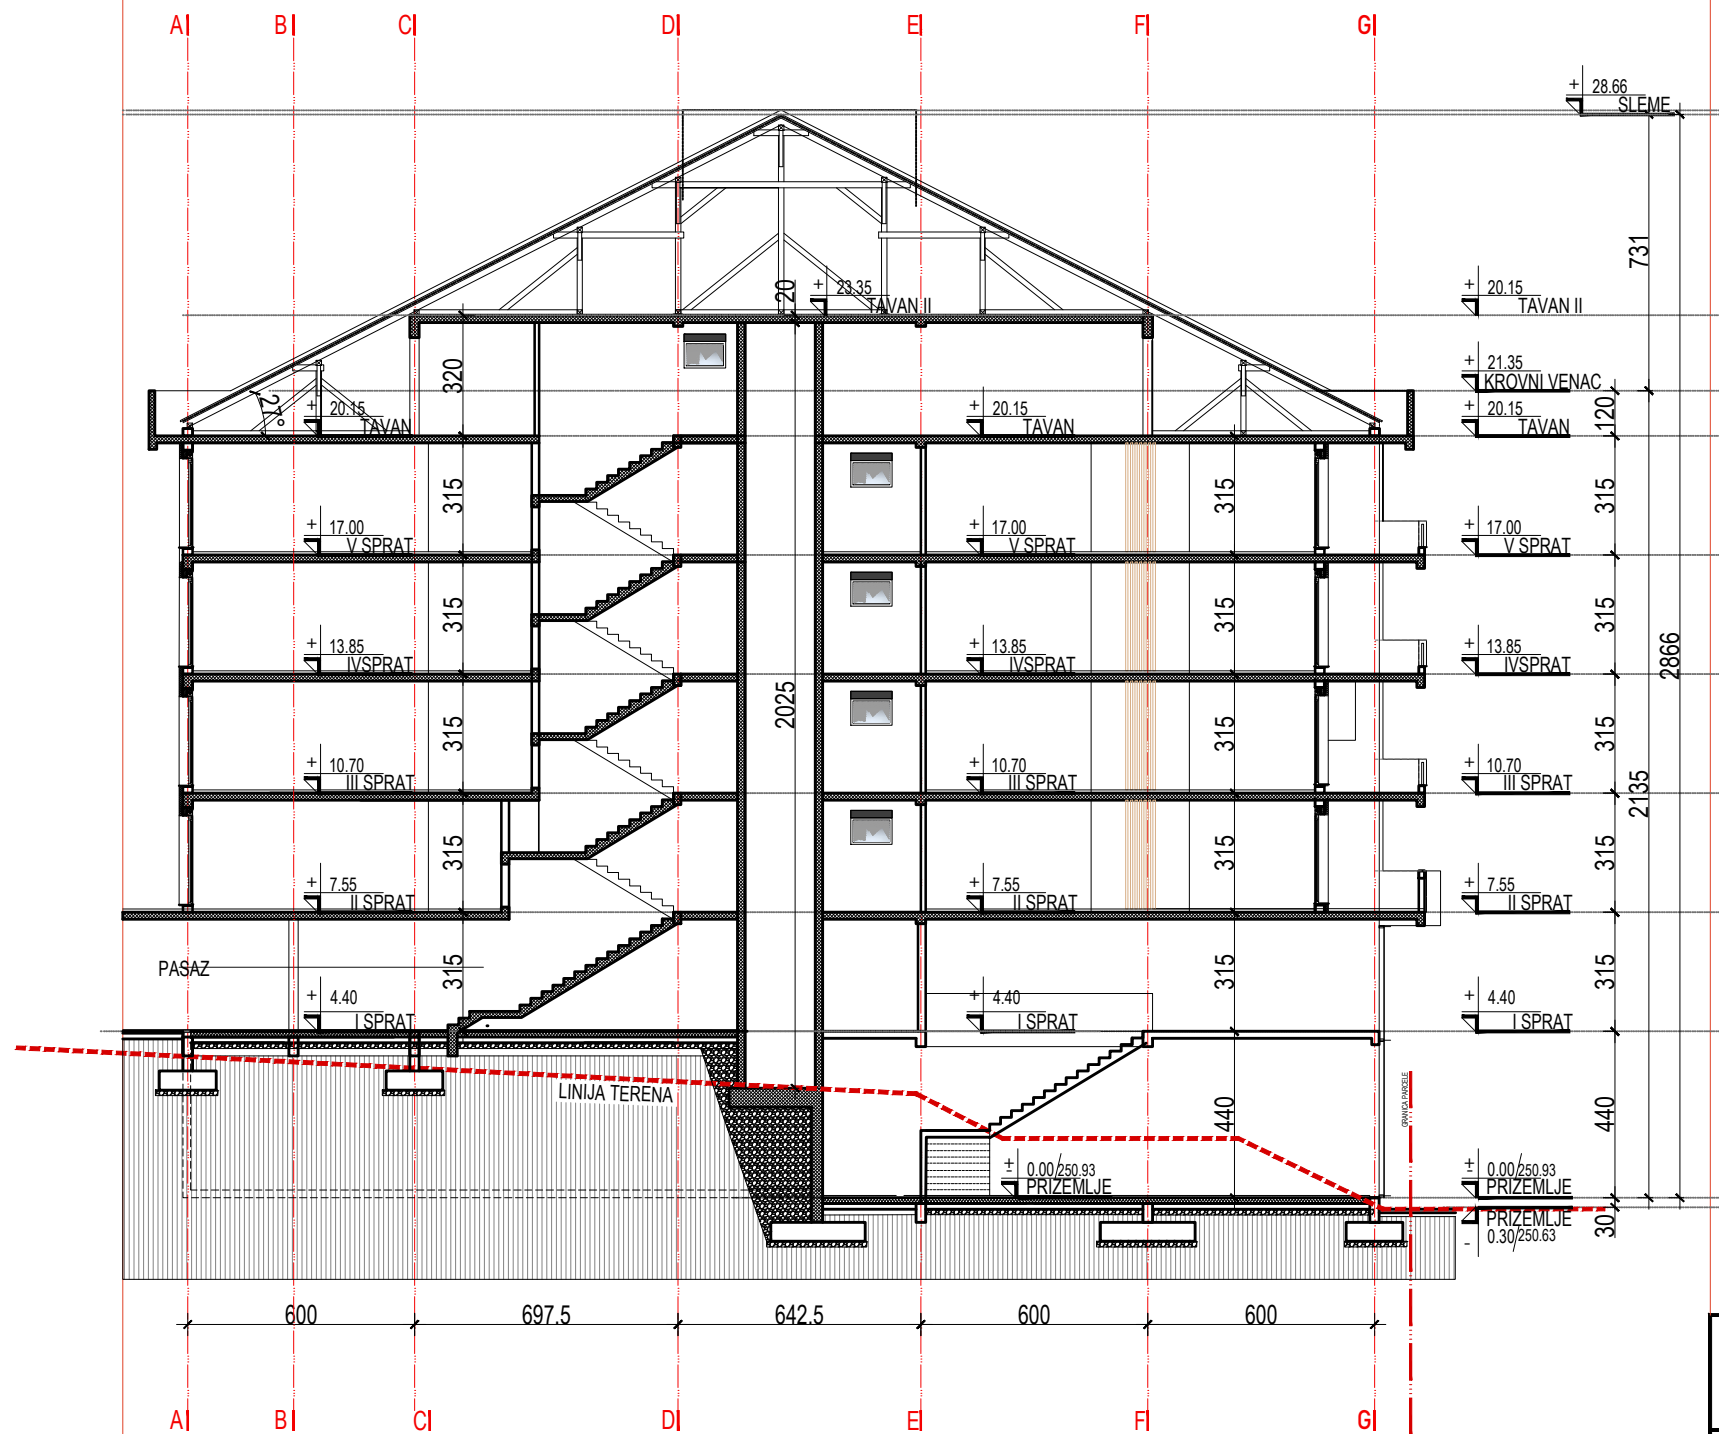 A B C D E F G
+ 28.66
SLEME
731
20
+ 23.35
TAVAN II
+ 20.15
TAVAN II
320
+ 21.35
KROVNI VENAC
27°
+ 20.15
TAVAN
+ 20.15
TAVAN
+ 20.15
TAVAN
120
315 315 315
+ 17.00
V SPRAT
+ 17.00
V SPRAT
+ 17.00
V SPRAT
315 315 315
2866
+ 13.85
IVSPRAT
+ 13.85
IVSPRAT
+ 13.85
IVSPRAT
2025
315 315 315
+ 10.70
III SPRAT
+ 10.70
III SPRAT
+ 10.70
III SPRAT
2135
315 315 315
+ 7.55
II SPRAT
+ 7.55
II SPRAT
+ 7.55
II SPRAT
PASAZ
315 315 315
+ 4.40
I SPRAT
+ 4.40
I SPRAT
+ 4.40
I SPRAT
LINIJA TERENA
GRANICA PARCELE
440 440
± 0.00/250.93
PRIZEMLJE
± 0.00/250.93
PRIZEMLJE
PRIZEMLJE
- 0.30/250.63
30
600 697.5 642.5 600 600
A B C D E F G